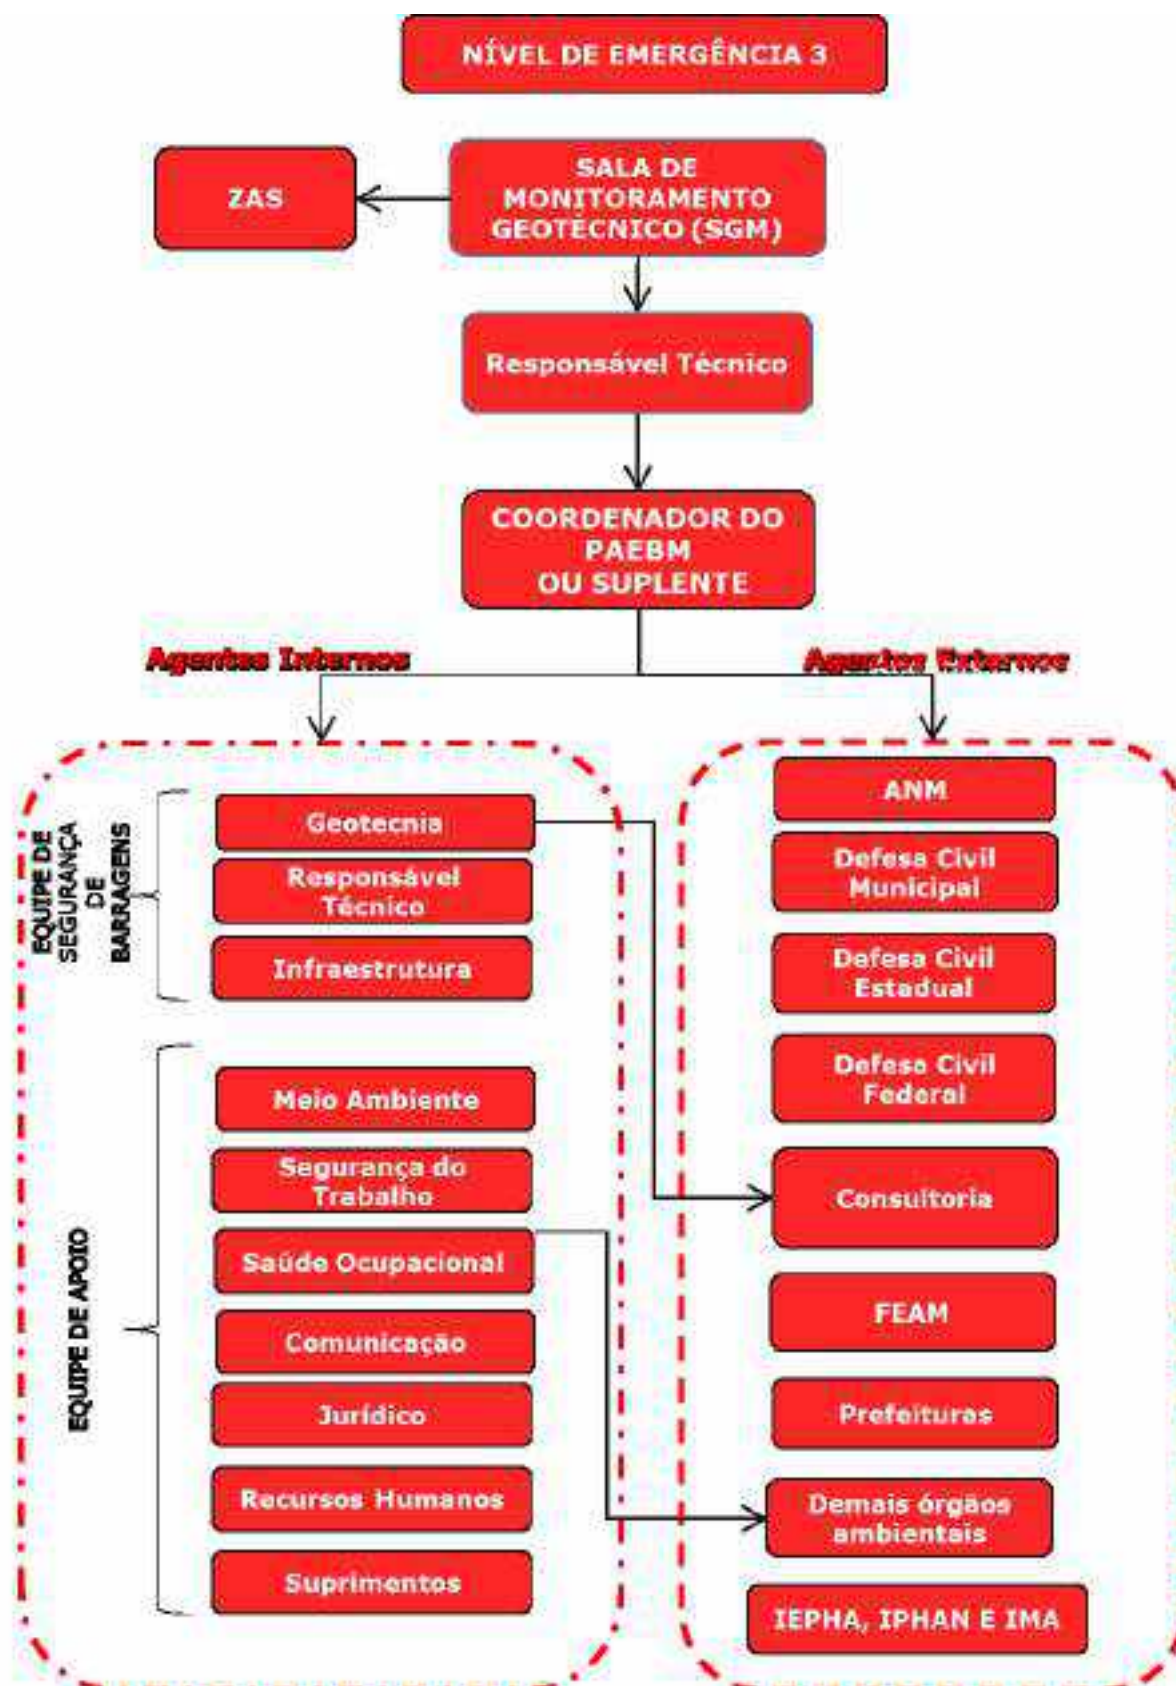 NÍVEL DE EMERGÊNCIA 3
ZAS
SALA DE
MONITORAMENTO
GEOTÉCNICO (SGM)
Responsável Técnico
COORDENADOR DO
PAEBM
OU SUPLENTE
Agentes Internos
Agentes Externos
EQUIPE DE
SEGURANÇA
DE
BARRAGENS
Geotecnia
Responsável
Técnico
Infraestrutura
EQUIPE DE APOIO
Meio Ambiente
Segurança do
Trabalho
Saúde Ocupacional
Comunicação
Jurídico
Recursos Humanos
Suprimentos
ANM
Defesa Civil
Municipal
Defesa Civil
Estadual
Defesa Civil
Federal
Consultoria
FEAM
Prefeituras
Demais órgãos
ambientais
IEPHA, IPHAN E IMA